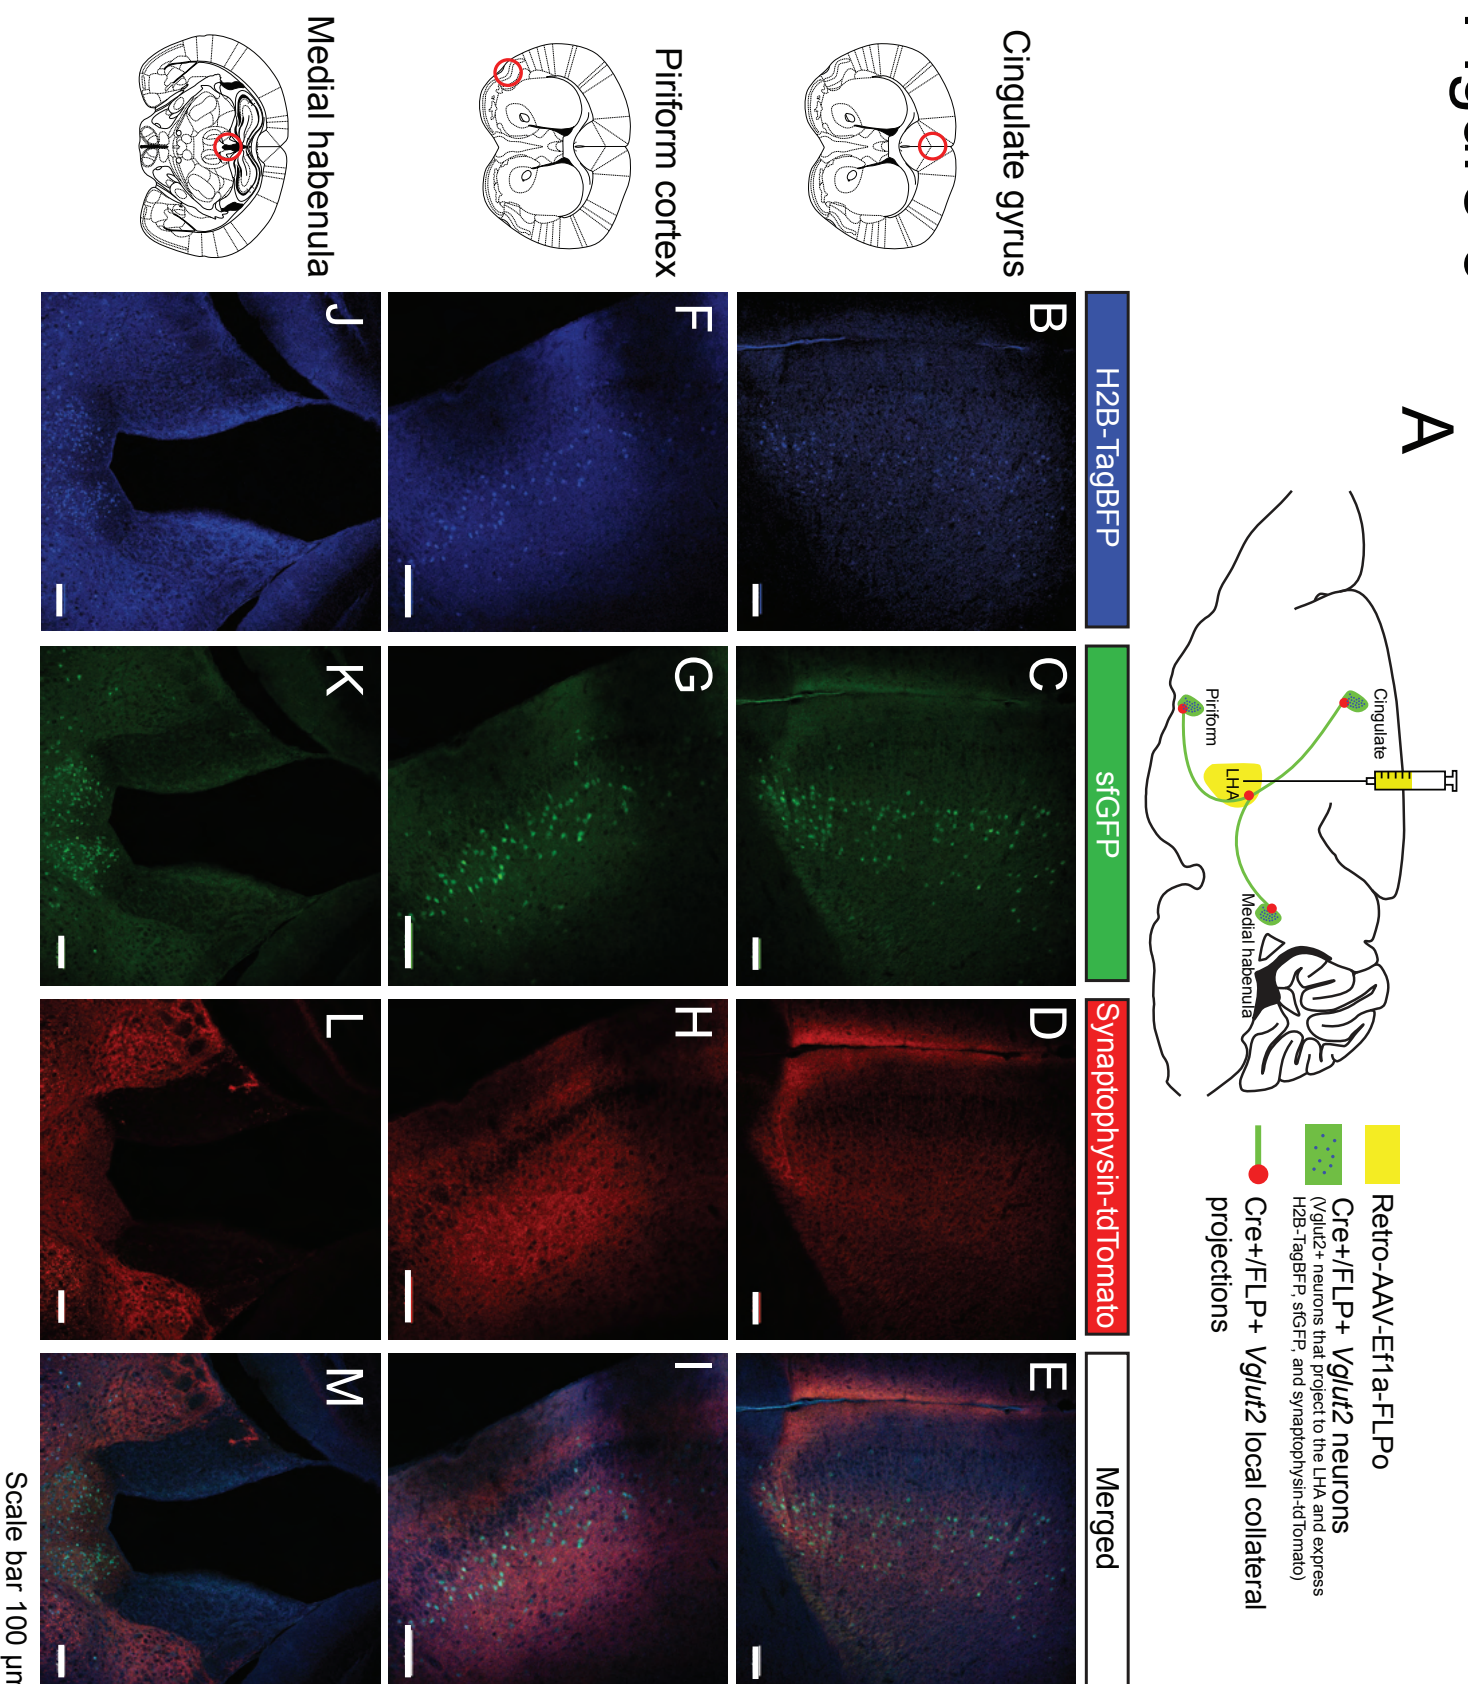 A
Cingulate
Piriform
LHA
Medial habenula
Retro-AAV-Ef1a-FLPo
Cre+/FLP+ Vglut2 neurons
(Vglut2+ neurons that project to the LHA and express
H2B-TagBFP, sfGFP, and synaptophysin-tdTomato)
Cre+/FLP+ Vglut2 local collateral
projections
H2B-TagBFP
sfGFP
Synaptophysin-tdTomato
Merged
Cingulate gyrus
B
C
D
E
Piriform cortex
F
G
H
I
Medial habenula
J
K
L
M
Scale bar 100 µm